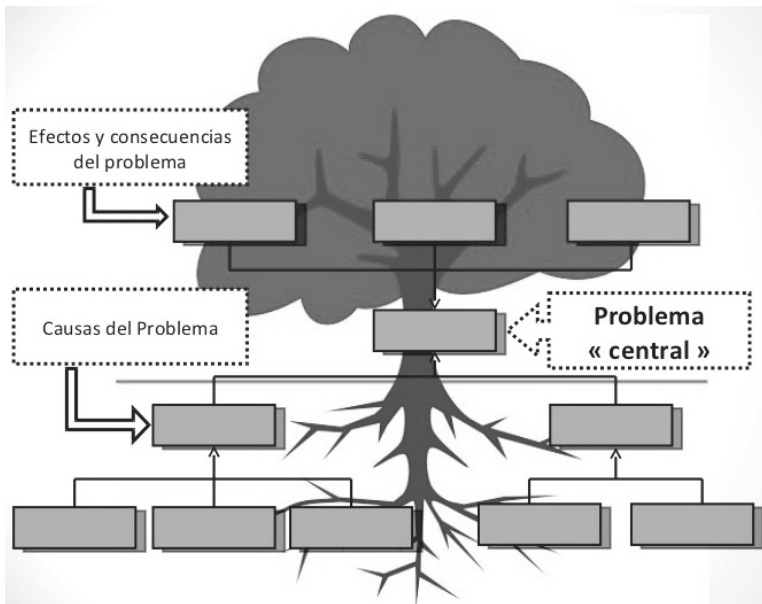 Efectos y consecuencias
del problema
Causas del Problema
Problema
« central »